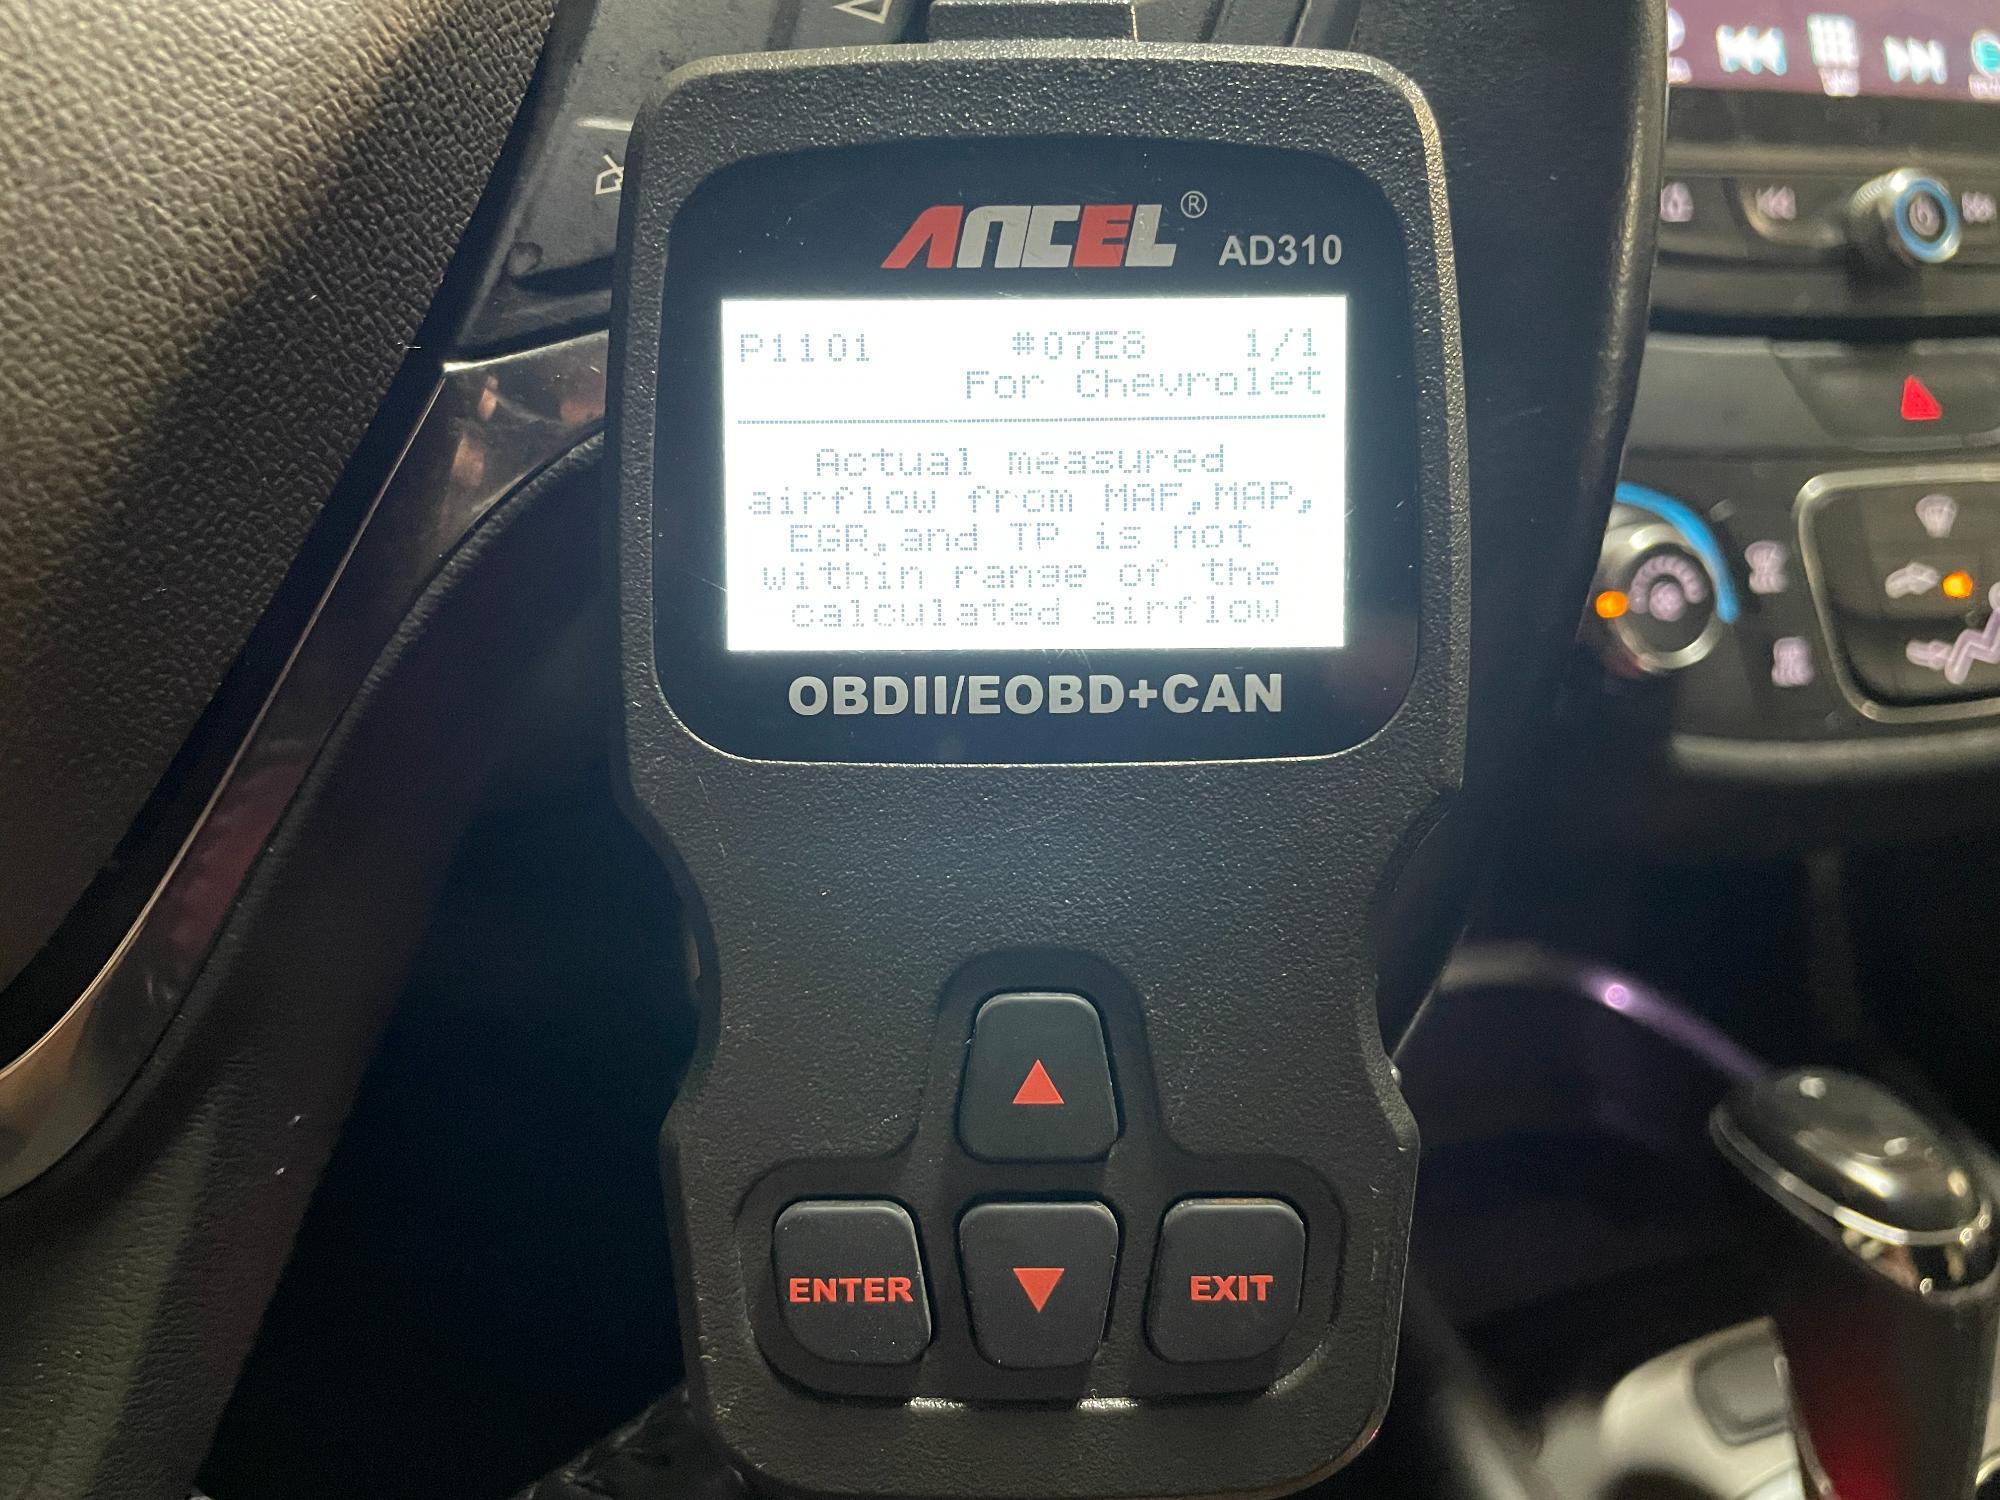 ANCEL® AD310
P1101 #07E8 1/1
For Chevrolet
Actual measured
airflow from MAF,MAP,
EGR,and TP is not
within range of the
calculated airflow
OBDII/EOBD+CAN
ENTER
EXIT